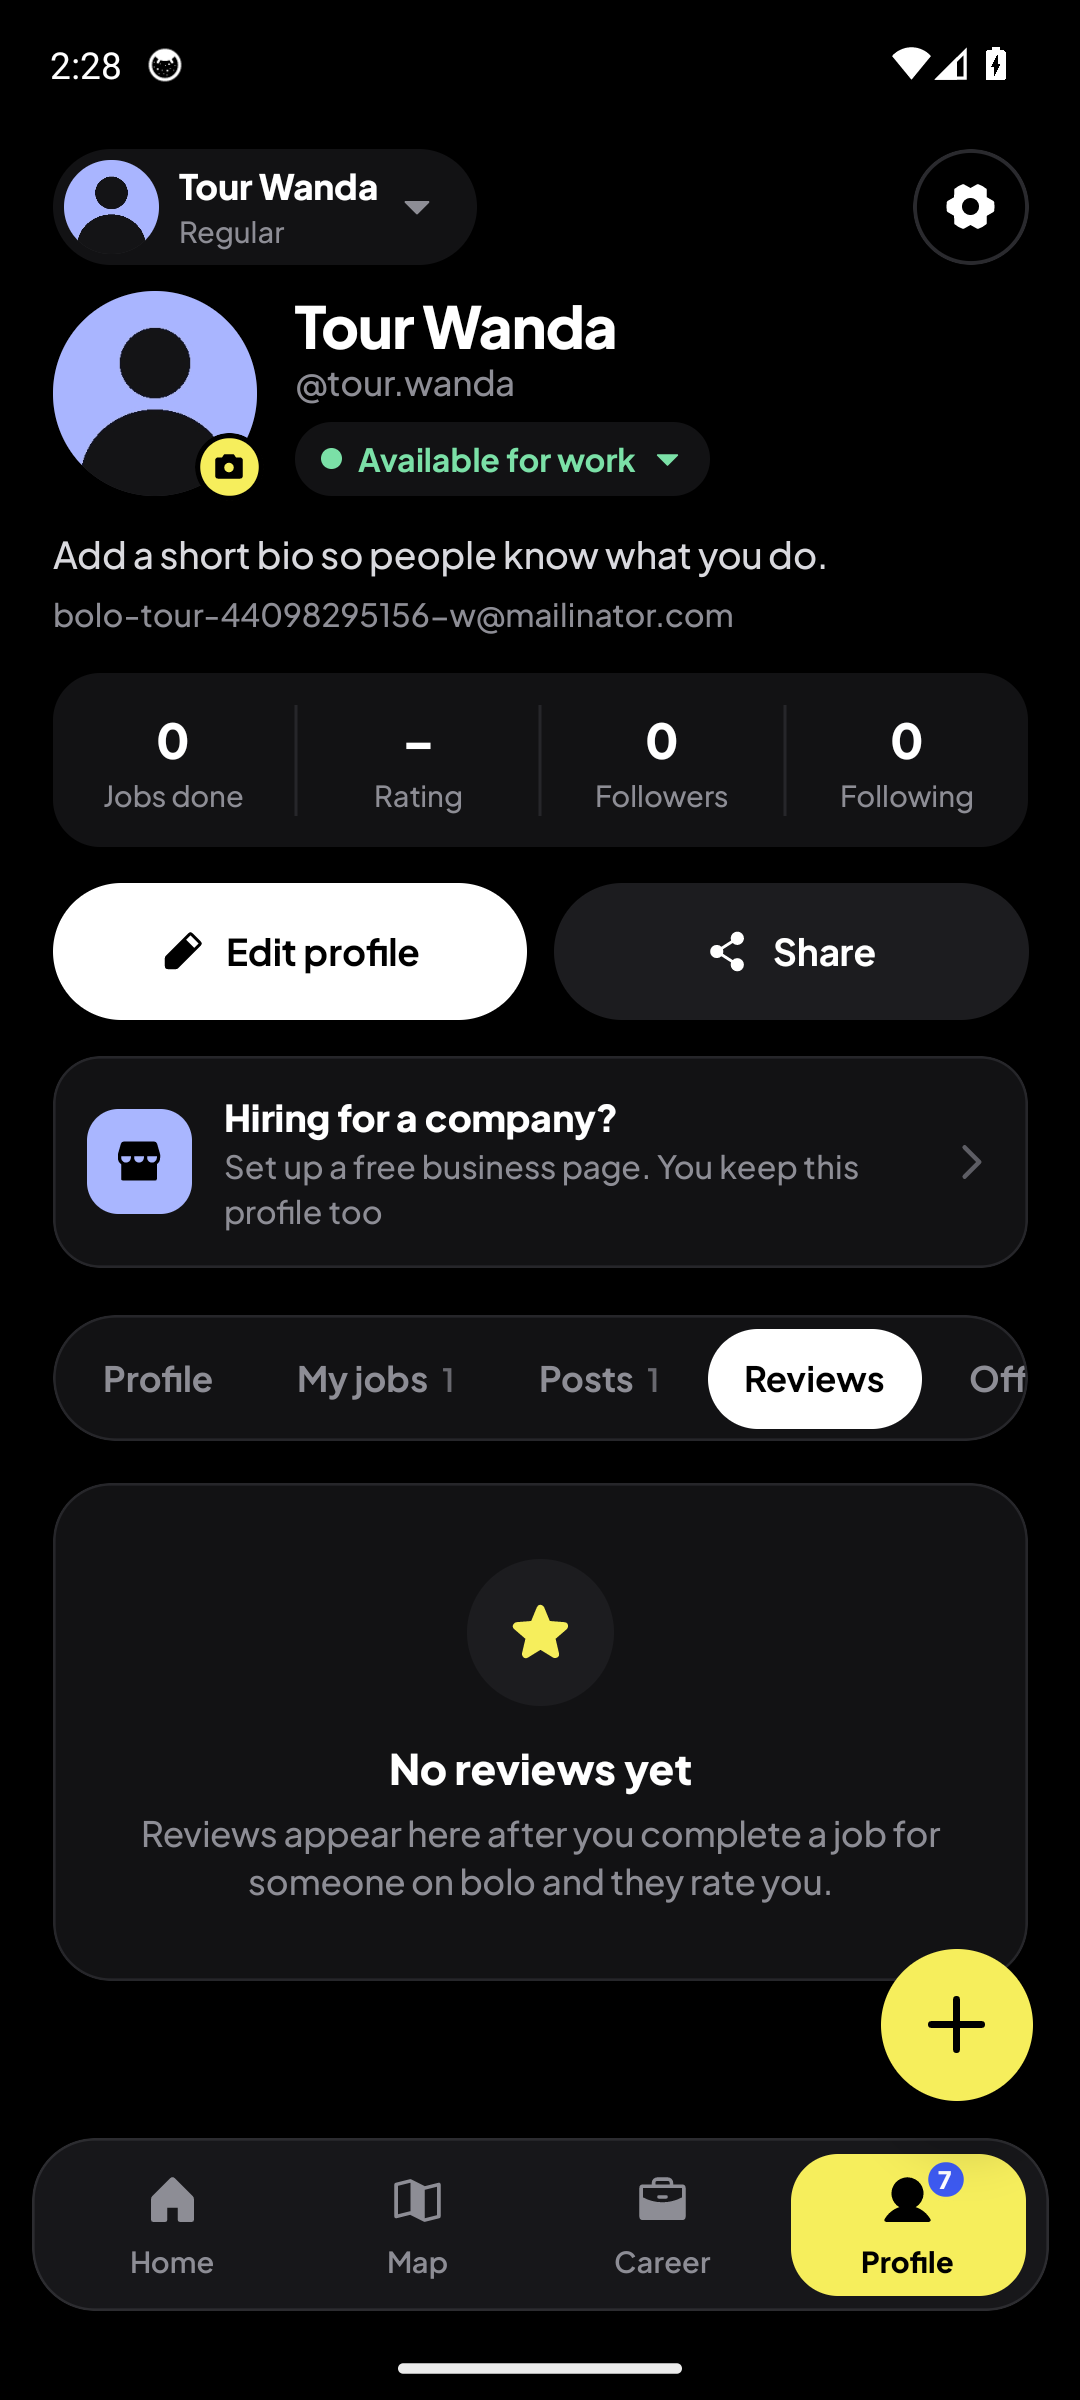 2:28
Tour Wanda
Regular
Tour Wanda
@tour.wanda
Available for work
Add a short bio so people know what you do.
bolo-tour-44098295156-w@mailinator.com
0
Jobs done
–
Rating
0
Followers
0
Following
Edit profile
Share
Hiring for a company?
Set up a free business page. You keep this
profile too
Profile
My jobs 1
Posts 1
Reviews
Off
No reviews yet
Reviews appear here after you complete a job for
someone on bolo and they rate you.
7
Home
Map
Career
Profile